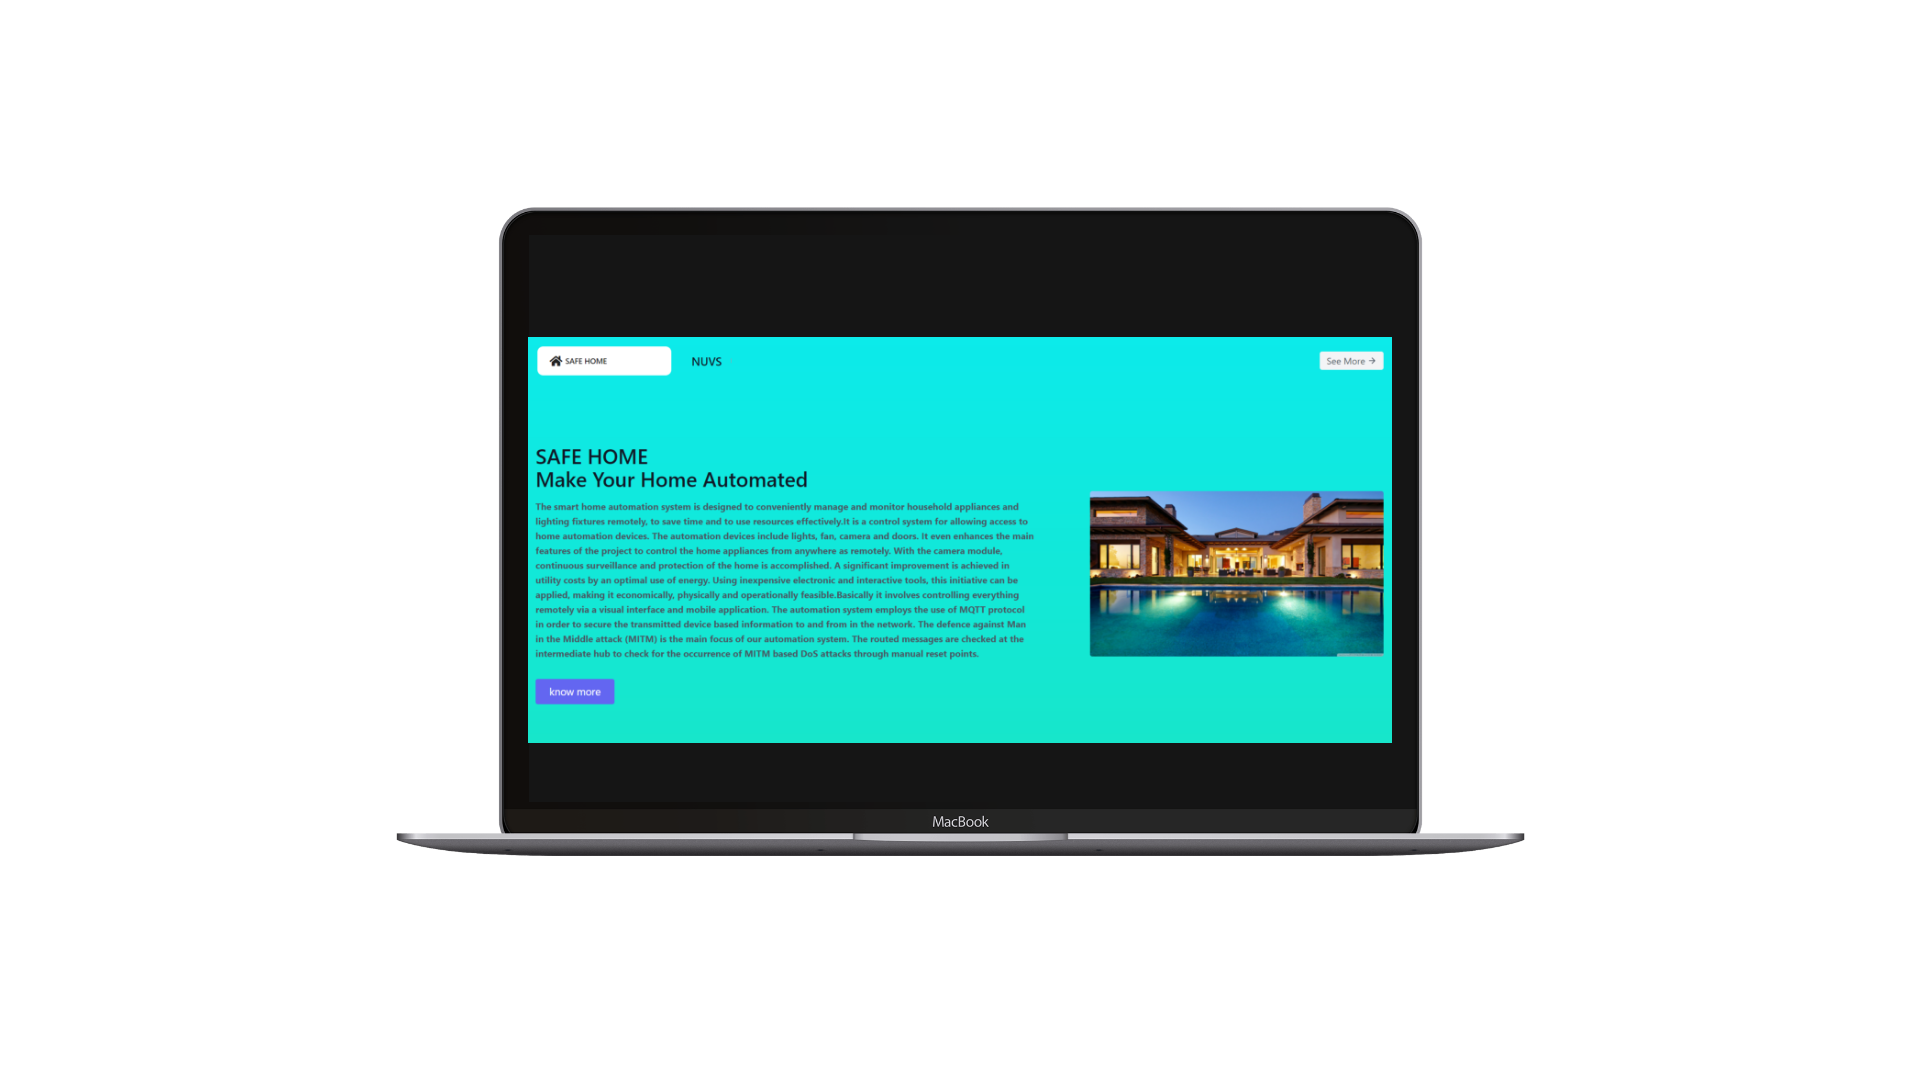 SAFE HOME
NUVS
See More →
SAFE HOME
Make Your Home Automated
The smart home automation system is designed to conveniently manage and monitor household appliances and
lighting fixtures remotely, to save time and to use resources effectively.It is a control system for allowing access to
home automation devices. The automation devices include lights, fan, camera and doors. It even enhances the main
features of the project to control the home appliances from anywhere as remotely. With the camera module,
continuous surveillance and protection of the home is accomplished. A significant improvement is achieved in
utility costs by an optimal use of energy. Using inexpensive electronic and interactive tools, this initiative can be
applied, making it economically, physically and operationally feasible.Basically it involves controlling everything
remotely via a visual interface and mobile application. The automation system employs the use of MQTT protocol
in order to secure the transmitted device based information to and from in the network. The defence against Man
in the Middle attack (MITM) is the main focus of our automation system. The routed messages are checked at the
intermediate hub to check for the occurrence of MITM based DoS attacks through manual reset points.
know more
MacBook